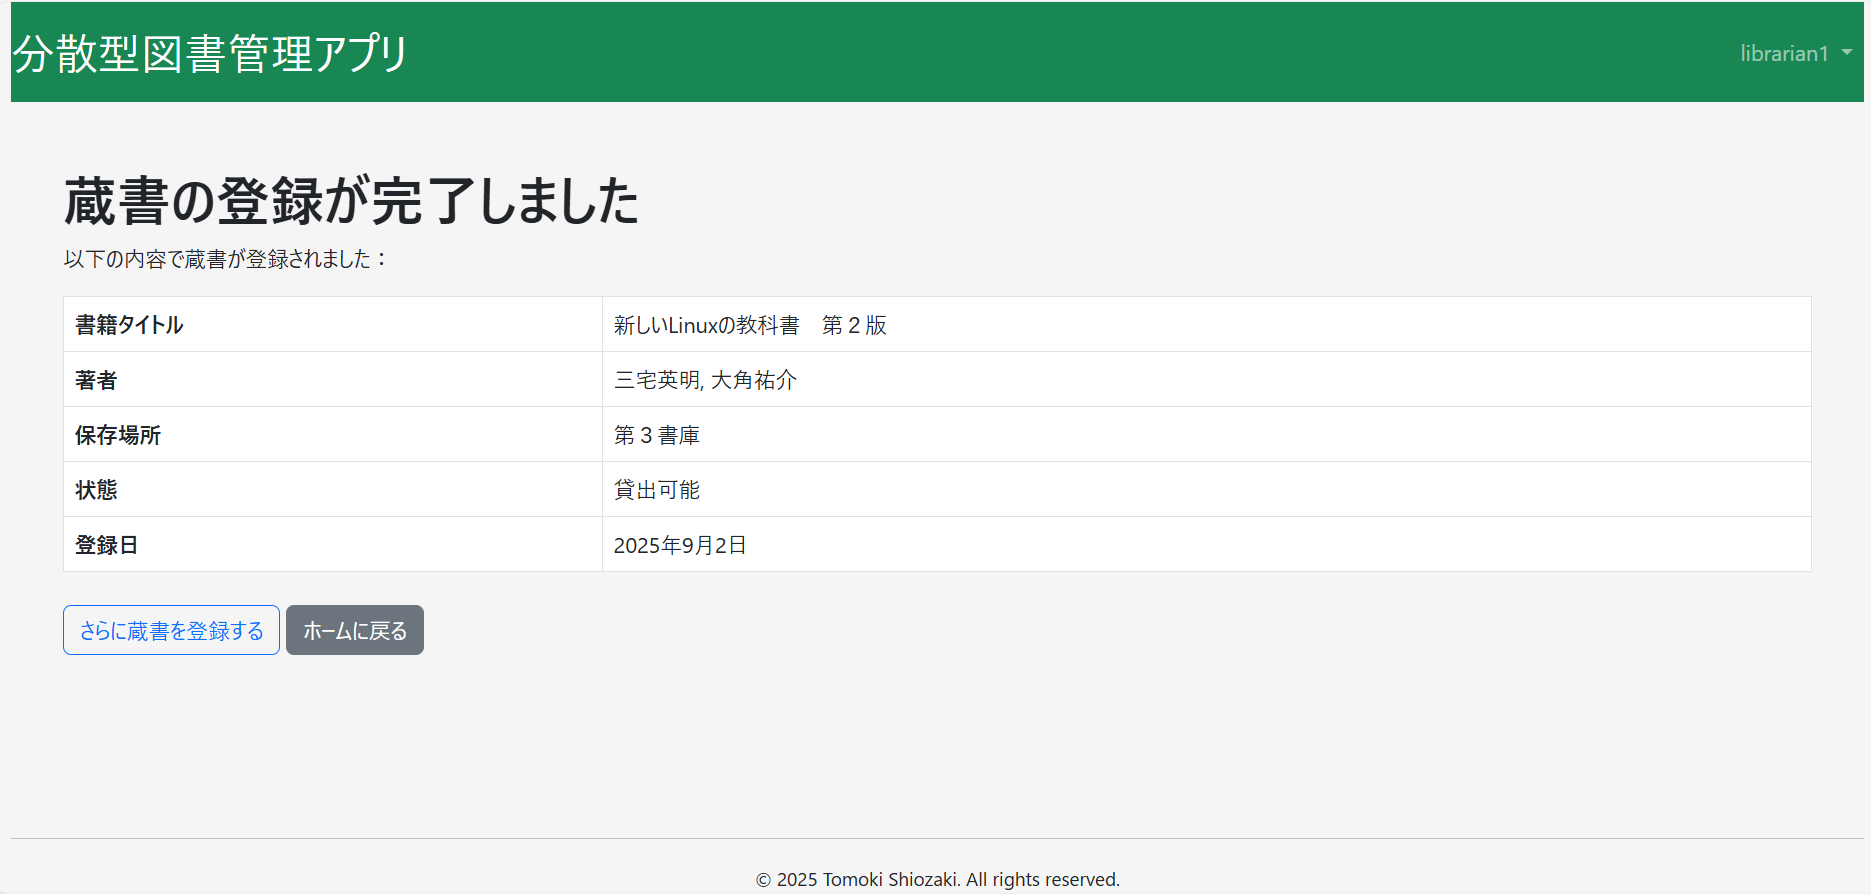 分散型図書管理アプリ
librarian1
蔵書の登録が完了しました
以下の内容で蔵書が登録されました：
書籍タイトル 新しいLinuxの教科書　第２版
著者 三宅英明, 大角祐介
保存場所 第３書庫
状態 貸出可能
登録日 2025年9月2日
さらに蔵書を登録する ホームに戻る
© 2025 Tomoki Shiozaki. All rights reserved.